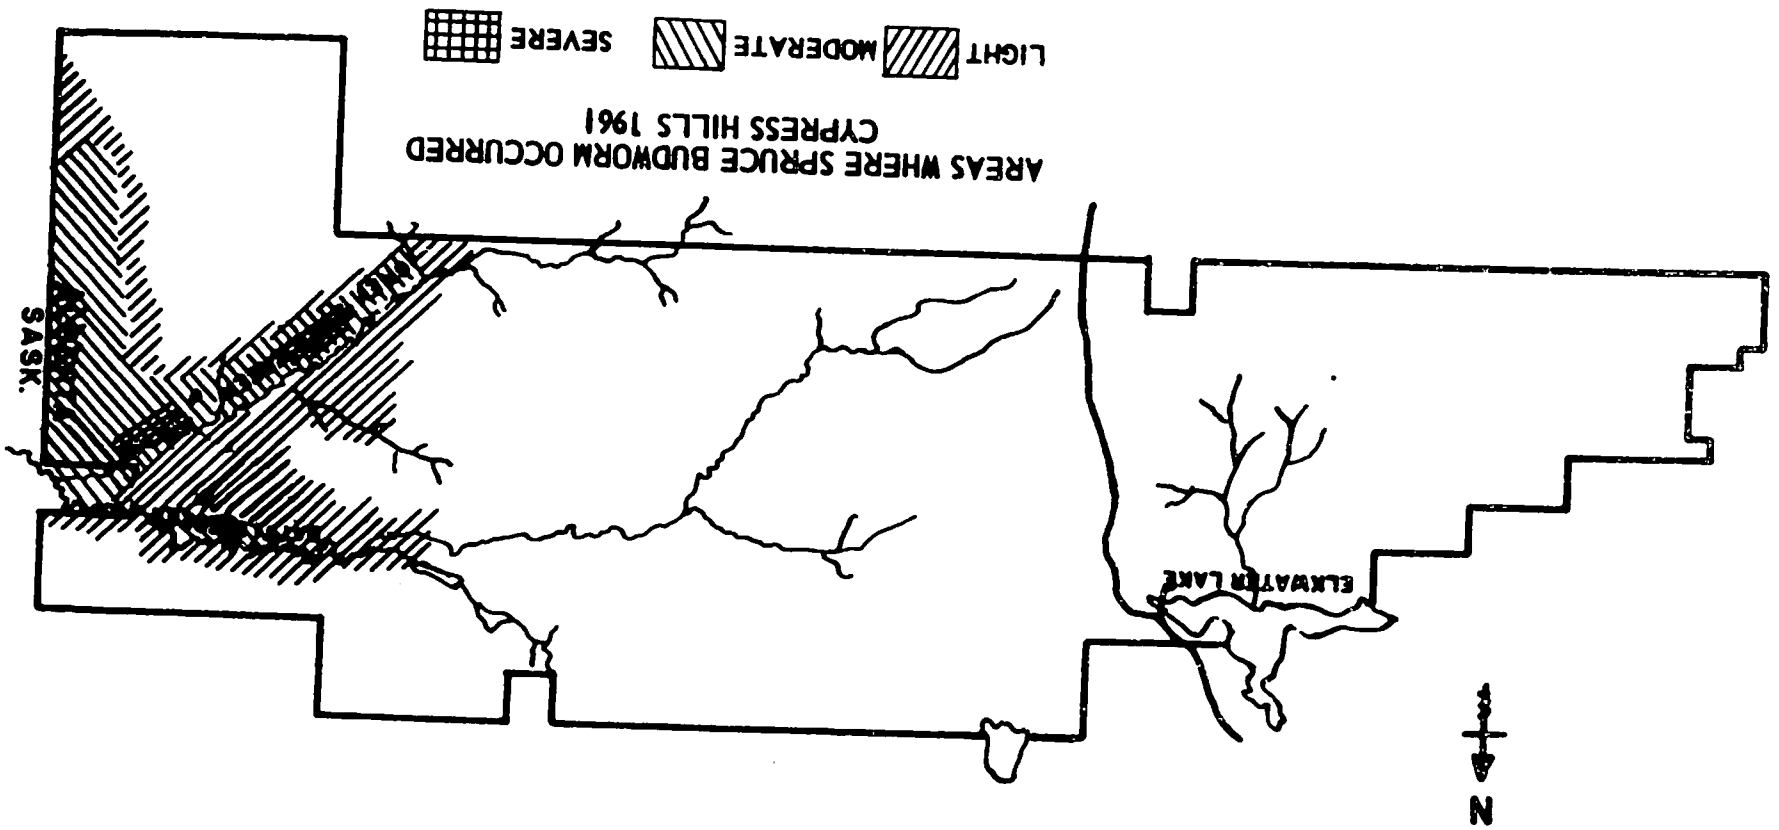 N
ELKWATER LAKE
SASK.
AREAS WHERE SPRUCE BUDWORM OCCURRED
CYPRESS HILLS 1961
LIGHT MODERATE SEVERE